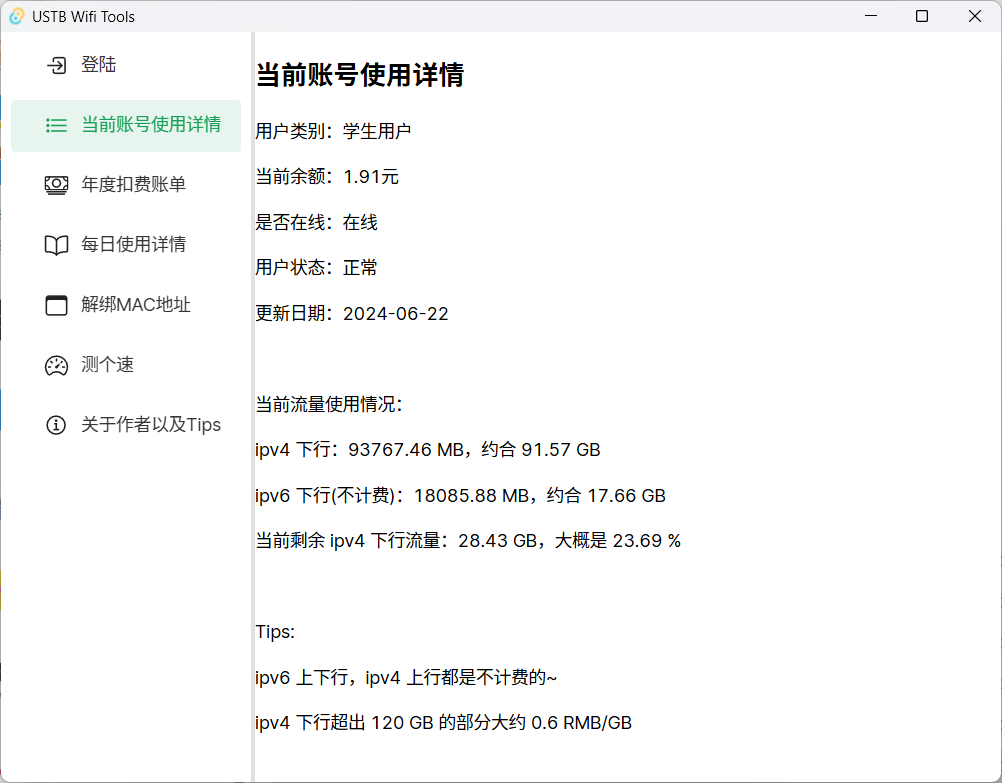 USTB Wifi Tools
登陆
当前账号使用详情
年度扣费账单
每日使用详情
解绑MAC地址
测个速
关于作者以及Tips
当前账号使用详情
用户类别：学生用户
当前余额：1.91元
是否在线：在线
用户状态：正常
更新日期：2024-06-22
当前流量使用情况：
ipv4 下行：93767.46 MB，约合 91.57 GB
ipv6 下行(不计费)：18085.88 MB，约合 17.66 GB
当前剩余 ipv4 下行流量：28.43 GB，大概是 23.69 %
Tips:
ipv6 上下行，ipv4 上行都是不计费的~
ipv4 下行超出 120 GB 的部分大约 0.6 RMB/GB